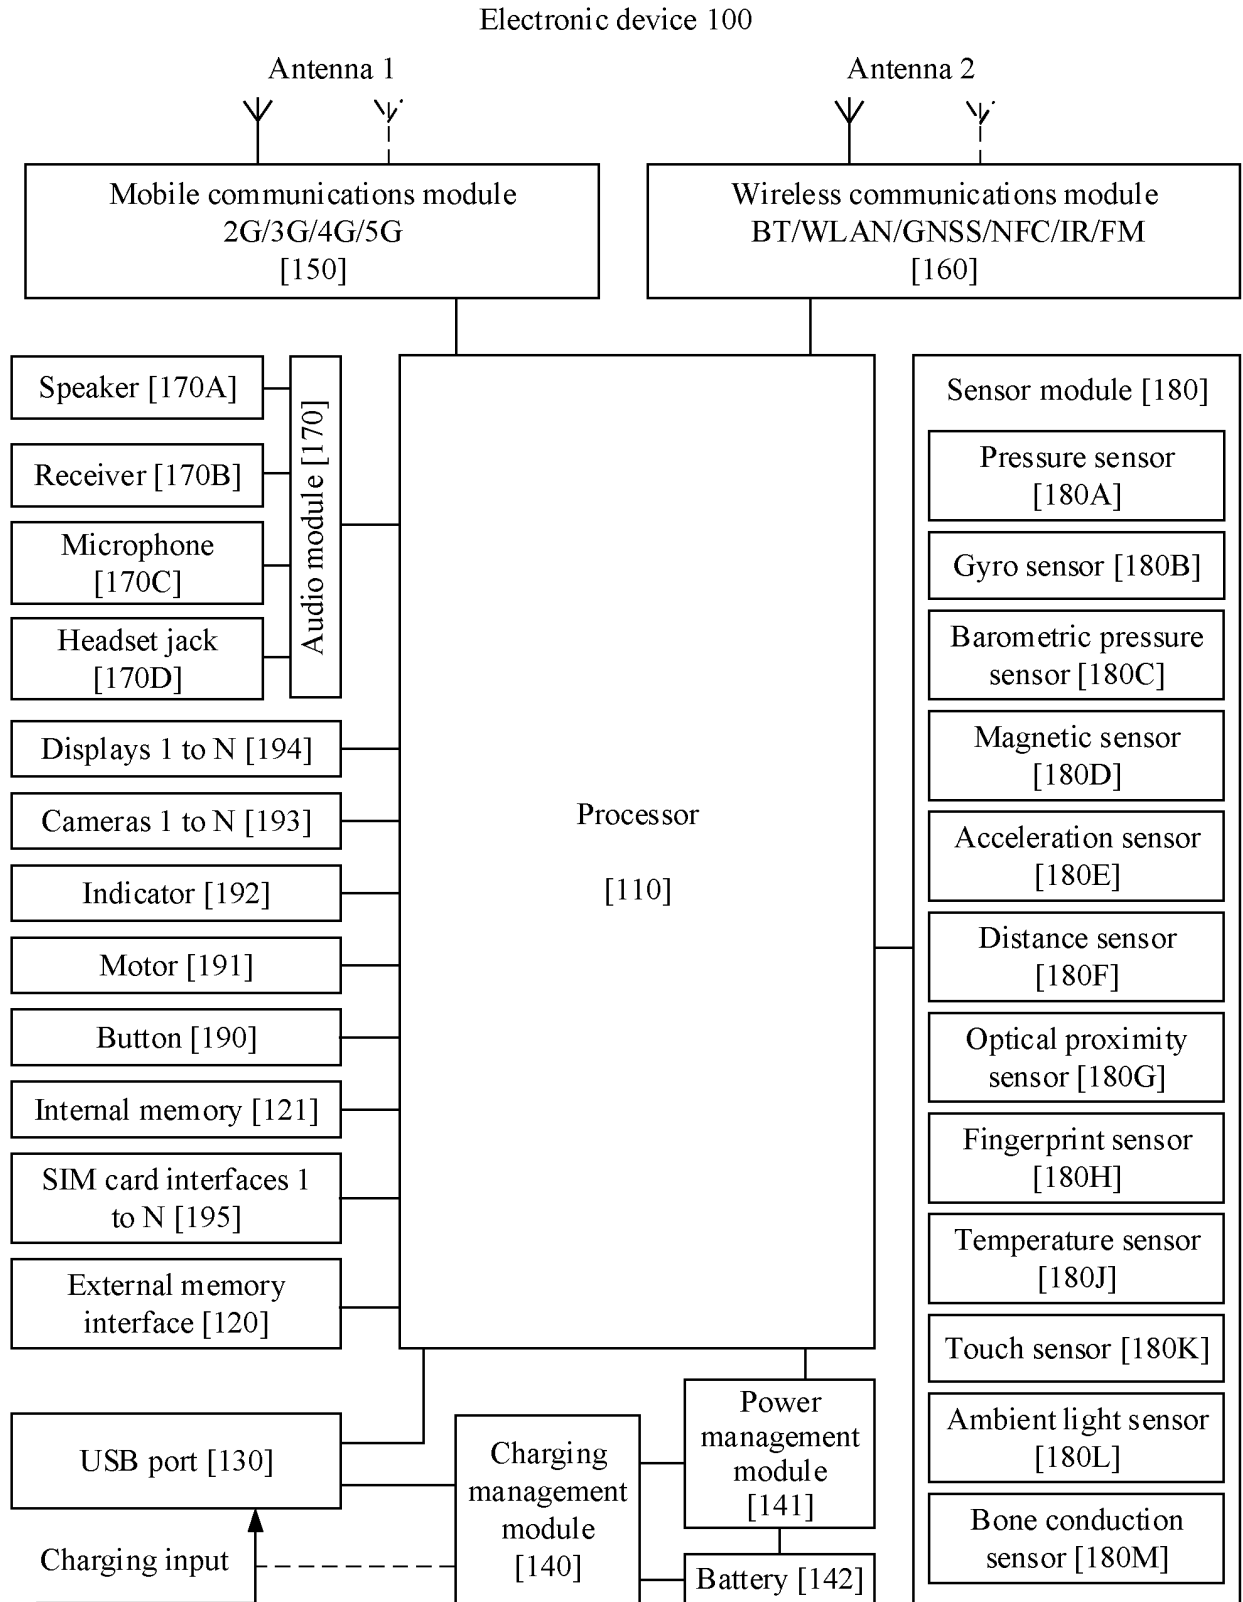 Electronic device 100
Antenna 1
Antenna 2
Mobile communications module
2G/3G/4G/5G
[150]
Wireless communications module
BT/WLAN/GNSS/NFC/IR/FM
[160]
Speaker [170A]
Receiver [170B]
Microphone
[170C]
Headset jack
[170D]
Audio module [170]
Displays 1 to N [194]
Cameras 1 to N [193]
Indicator [192]
Motor [191]
Button [190]
Internal memory [121]
SIM card interfaces 1
to N [195]
External memory
interface [120]
Processor
[110]
Sensor module [180]
Pressure sensor
[180A]
Gyro sensor [180B]
Barometric pressure
sensor [180C]
Magnetic sensor
[180D]
Acceleration sensor
[180E]
Distance sensor
[180F]
Optical proximity
sensor [180G]
Fingerprint sensor
[180H]
Temperature sensor
[180J]
Touch sensor [180K]
Ambient light sensor
[180L]
Bone conduction
sensor [180M]
USB port [130]
Charging input
Charging
management
module
[140]
Power
management
module
[141]
Battery [142]